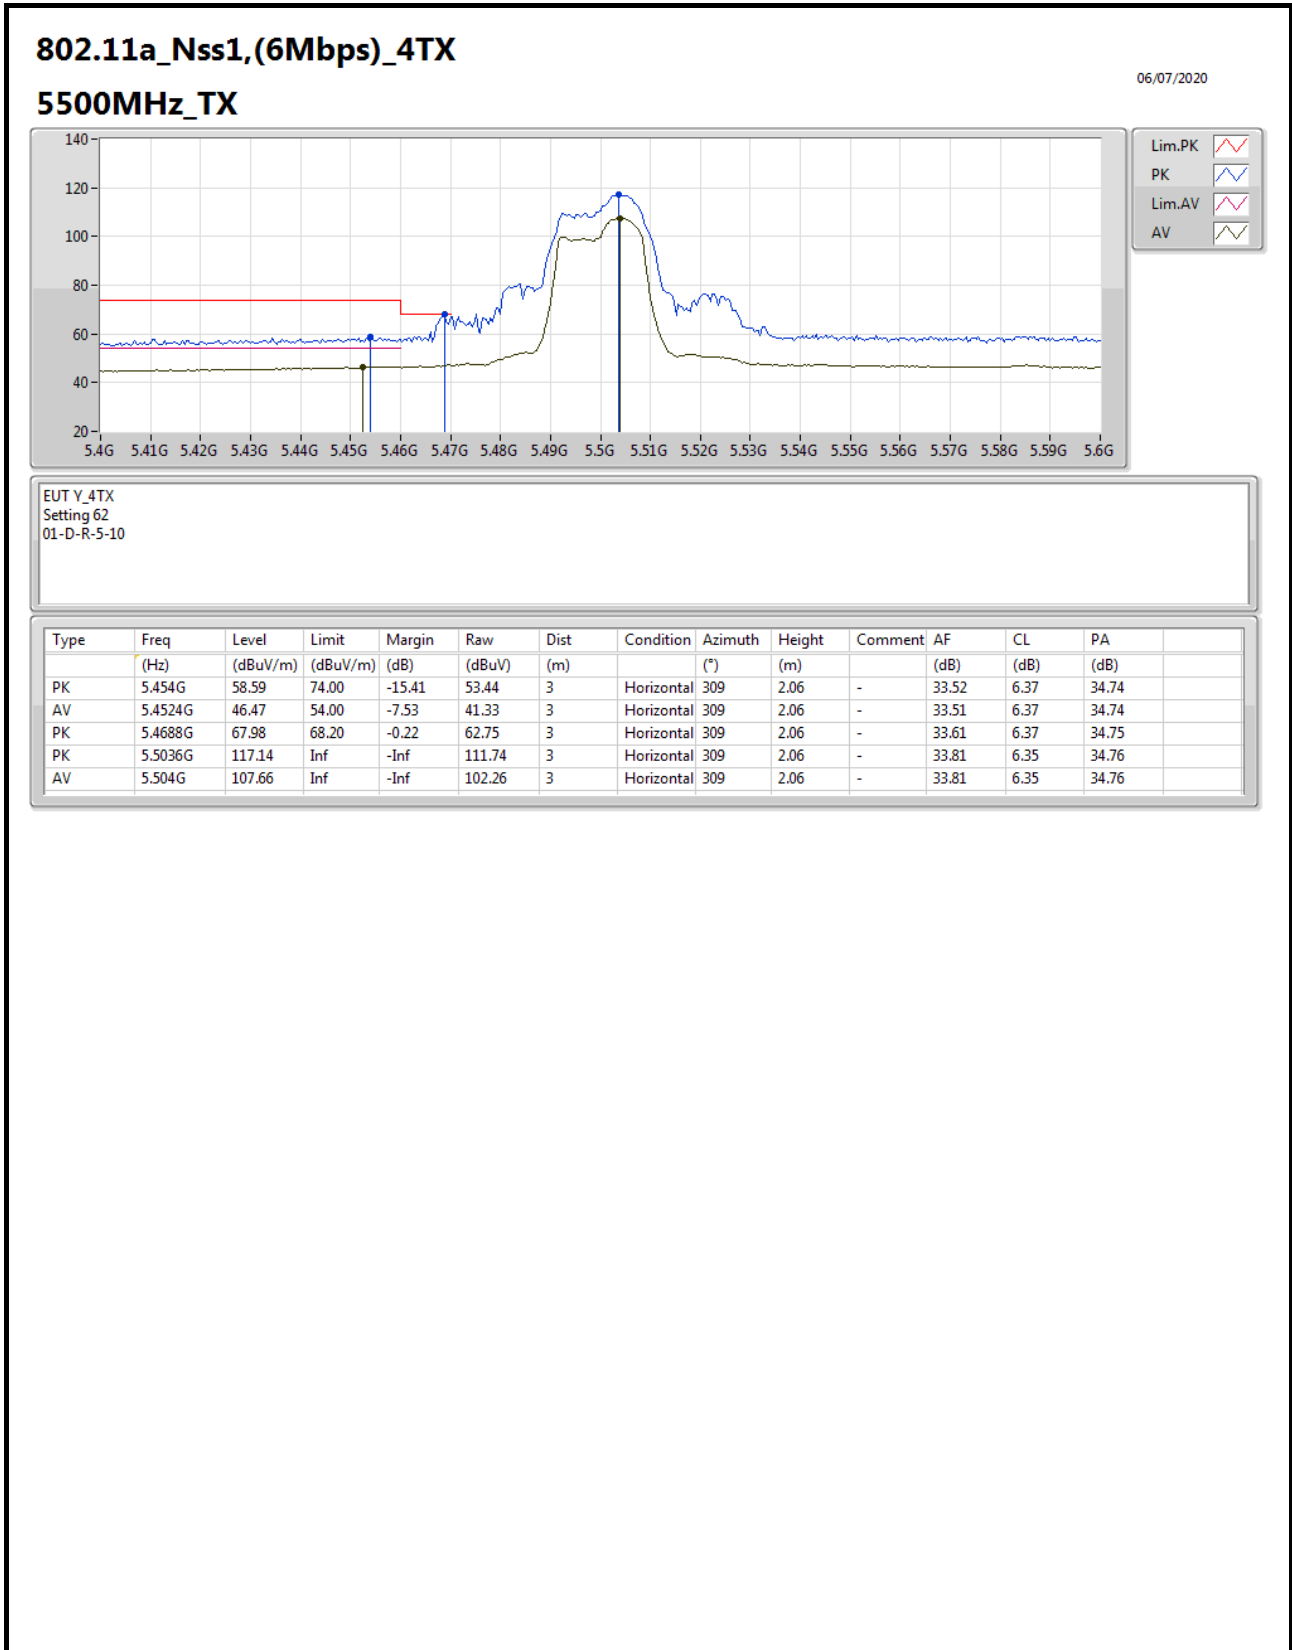 802.11a_Nss1,(6Mbps)_4TX
06/07/2020
5500MHz_TX
140
120
100
80
60
40
20
5.4G 5.41G 5.42G 5.43G 5.44G 5.45G 5.46G 5.47G 5.48G 5.49G 5.5G 5.51G 5.52G 5.53G 5.54G 5.55G 5.56G 5.57G 5.58G 5.59G 5.6G
Lim.PK
PK
Lim.AV
AV
EUT Y_4TX
Setting 62
01-D-R-5-10
Type Freq Level Limit Margin Raw Dist Condition Azimuth Height Comment AF CL PA
(Hz) (dBuV/m) (dBuV/m) (dB) (dBuV) (m) (°) (m) (dB) (dB) (dB)
PK 5.454G 58.59 74.00 -15.41 53.44 3 Horizontal 309 2.06 - 33.52 6.37 34.74
AV 5.4524G 46.47 54.00 -7.53 41.33 3 Horizontal 309 2.06 - 33.51 6.37 34.74
PK 5.4688G 67.98 68.20 -0.22 62.75 3 Horizontal 309 2.06 - 33.61 6.37 34.75
PK 5.5036G 117.14 Inf -Inf 111.74 3 Horizontal 309 2.06 - 33.81 6.35 34.76
AV 5.504G 107.66 Inf -Inf 102.26 3 Horizontal 309 2.06 - 33.81 6.35 34.76